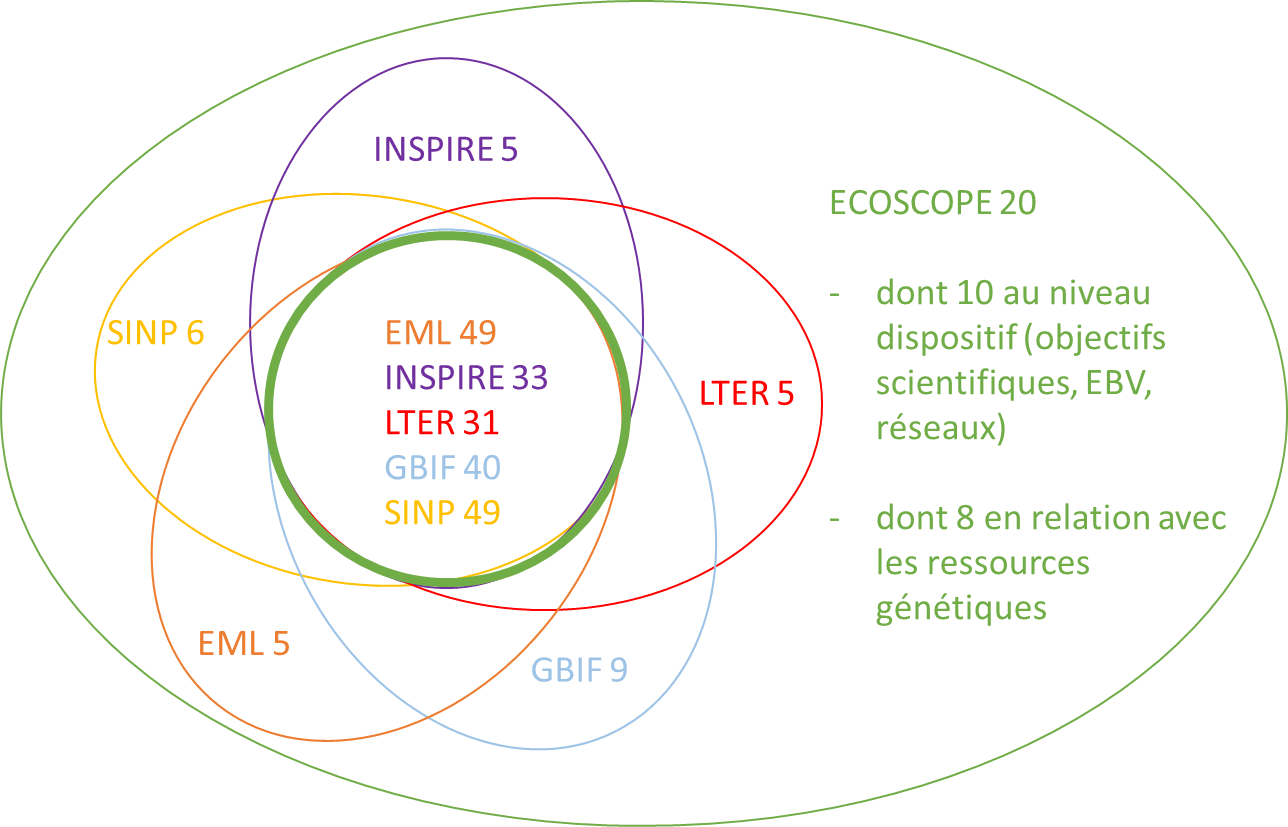 INSPIRE 5
SINP 6
EML 49
INSPIRE 33
LTER 31
GBIF 40
SINP 49
LTER 5
EML 5
GBIF 9
ECOSCOPE 20
- dont 10 au niveau
dispositif (objectifs
scientifiques, EBV,
réseaux)
- dont 8 en relation avec
les ressources
génétiques